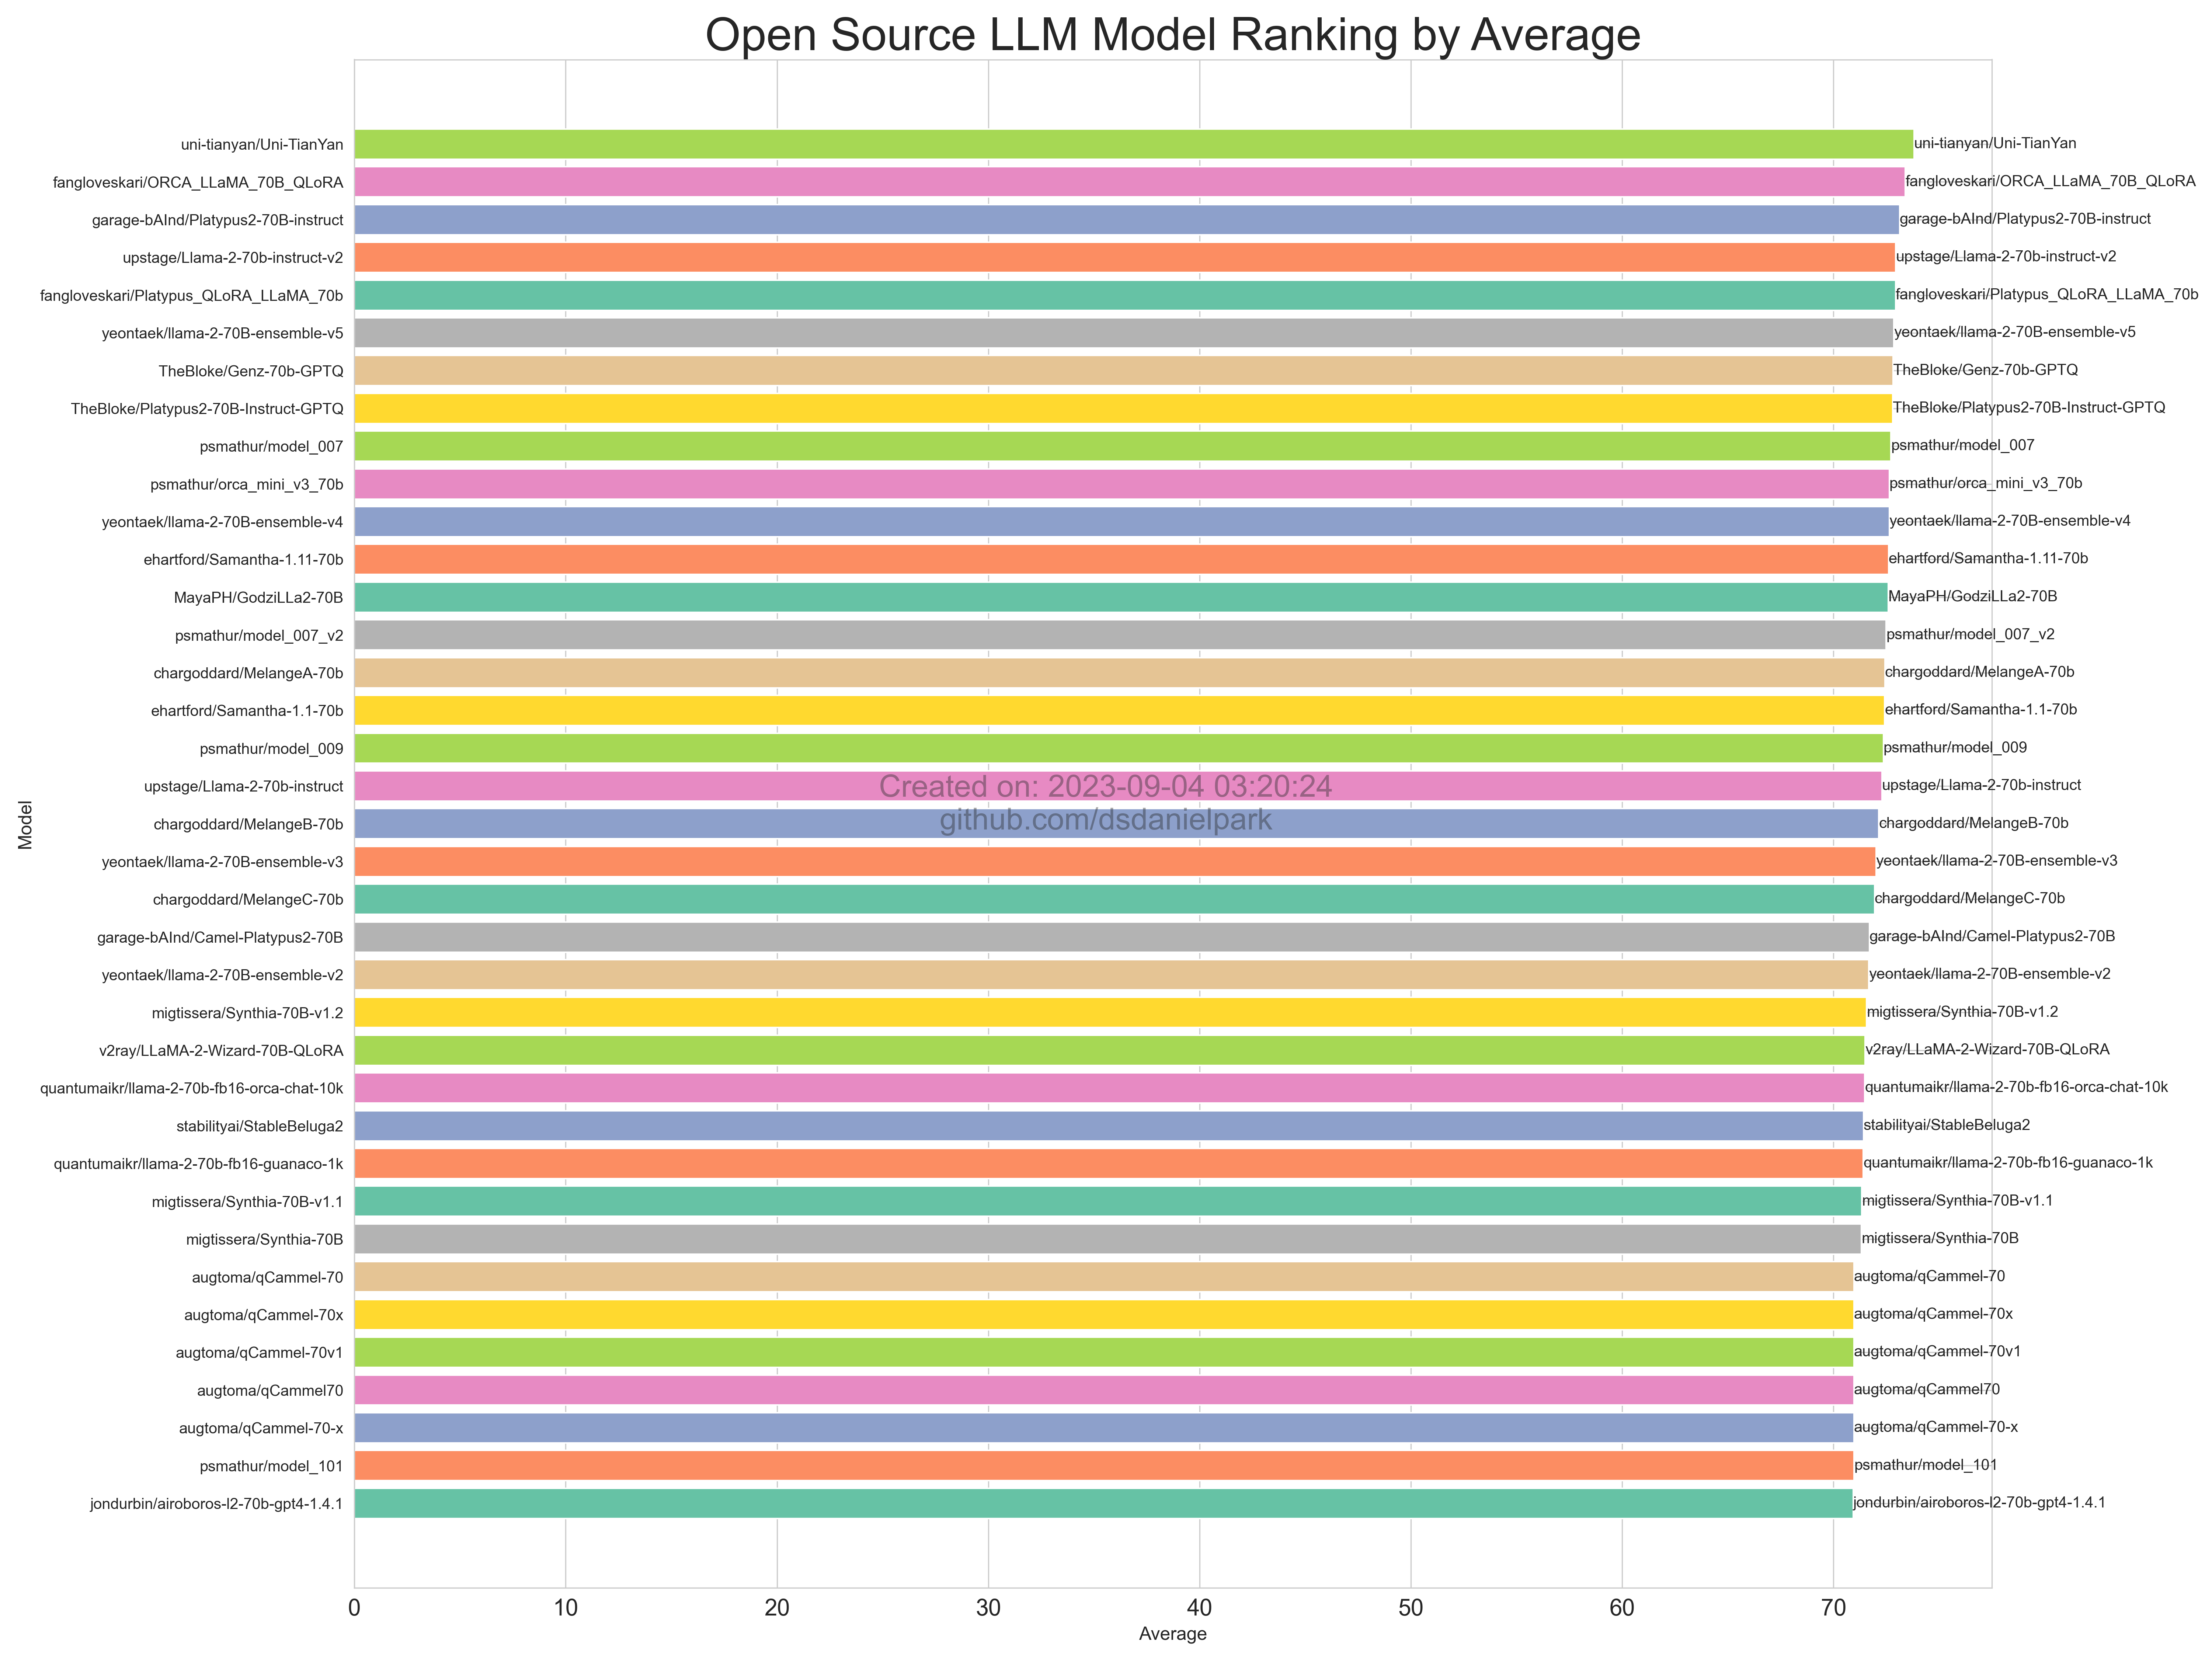 Open Source LLM Model Ranking by Average
uni-tianyan/Uni-TianYan uni-tianyan/Uni-TianYan
fangloveskari/ORCA_LLaMA_70B_QLoRA fangloveskari/ORCA_LLaMA_70B_QLoRA
garage-bAInd/Platypus2-70B-instruct garage-bAInd/Platypus2-70B-instruct
upstage/Llama-2-70b-instruct-v2 upstage/Llama-2-70b-instruct-v2
fangloveskari/Platypus_QLoRA_LLaMA_70b fangloveskari/Platypus_QLoRA_LLaMA_70b
yeontaek/llama-2-70B-ensemble-v5 yeontaek/llama-2-70B-ensemble-v5
TheBloke/Genz-70b-GPTQ TheBloke/Genz-70b-GPTQ
TheBloke/Platypus2-70B-Instruct-GPTQ TheBloke/Platypus2-70B-Instruct-GPTQ
psmathur/model_007 psmathur/model_007
psmathur/orca_mini_v3_70b psmathur/orca_mini_v3_70b
yeontaek/llama-2-70B-ensemble-v4 yeontaek/llama-2-70B-ensemble-v4
ehartford/Samantha-1.11-70b ehartford/Samantha-1.11-70b
MayaPH/GodziLLa2-70B MayaPH/GodziLLa2-70B
psmathur/model_007_v2 psmathur/model_007_v2
chargoddard/MelangeA-70b chargoddard/MelangeA-70b
ehartford/Samantha-1.1-70b ehartford/Samantha-1.1-70b
psmathur/model_009 psmathur/model_009
upstage/Llama-2-70b-instruct Created on: 2023-09-04 03:20:24 upstage/Llama-2-70b-instruct
Model
chargoddard/MelangeB-70b github.com/dsdanielpark chargoddard/MelangeB-70b
yeontaek/llama-2-70B-ensemble-v3 yeontaek/llama-2-70B-ensemble-v3
chargoddard/MelangeC-70b chargoddard/MelangeC-70b
garage-bAInd/Camel-Platypus2-70B garage-bAInd/Camel-Platypus2-70B
yeontaek/llama-2-70B-ensemble-v2 yeontaek/llama-2-70B-ensemble-v2
migtissera/Synthia-70B-v1.2 migtissera/Synthia-70B-v1.2
v2ray/LLaMA-2-Wizard-70B-QLoRA v2ray/LLaMA-2-Wizard-70B-QLoRA
quantumaikr/llama-2-70b-fb16-orca-chat-10k quantumaikr/llama-2-70b-fb16-orca-chat-10k
stabilityai/StableBeluga2 stabilityai/StableBeluga2
quantumaikr/llama-2-70b-fb16-guanaco-1k quantumaikr/llama-2-70b-fb16-guanaco-1k
migtissera/Synthia-70B-v1.1 migtissera/Synthia-70B-v1.1
migtissera/Synthia-70B migtissera/Synthia-70B
augtoma/qCammel-70 augtoma/qCammel-70
augtoma/qCammel-70x augtoma/qCammel-70x
augtoma/qCammel-70v1 augtoma/qCammel-70v1
augtoma/qCammel70 augtoma/qCammel70
augtoma/qCammel-70-x augtoma/qCammel-70-x
psmathur/model_101 psmathur/model_101
jondurbin/airoboros-l2-70b-gpt4-1.4.1 jondurbin/airoboros-l2-70b-gpt4-1.4.1
0 10 20 30 40 50 60 70
Average